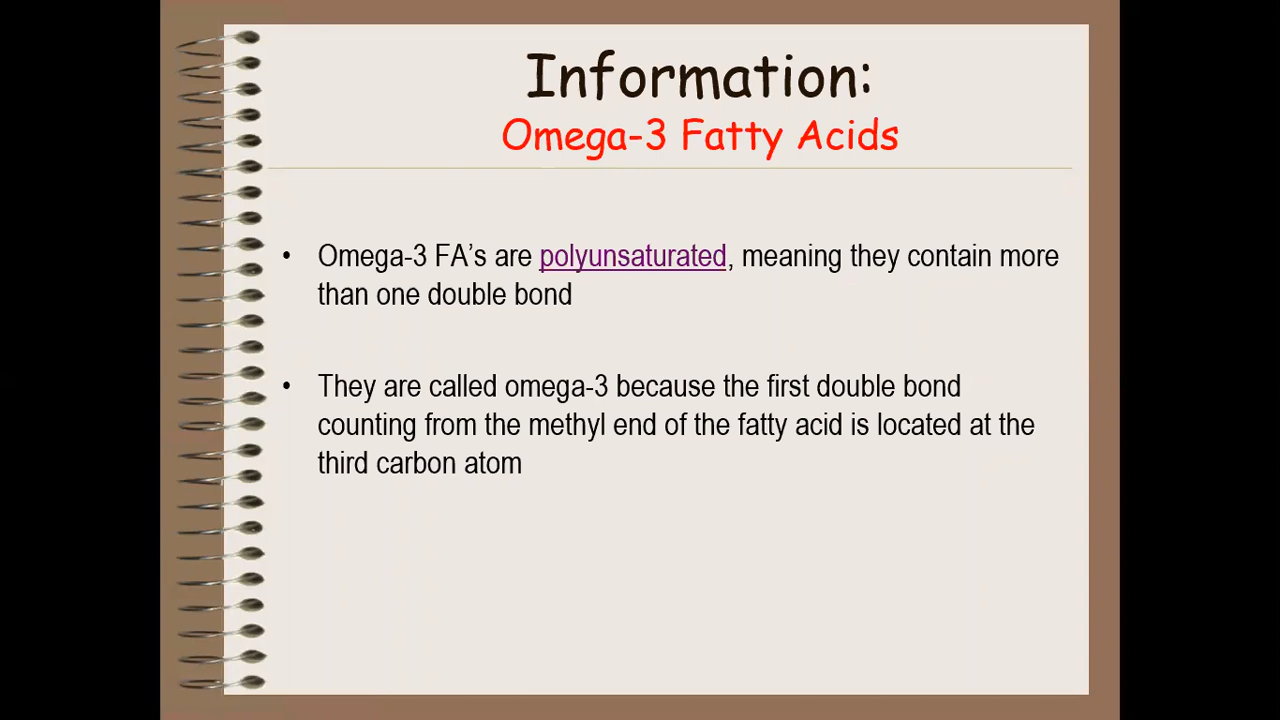 Information:
Omega-3 Fatty Acids
• Omega-3 FA’s are polyunsaturated, meaning they contain more
than one double bond
• They are called omega-3 because the first double bond
counting from the methyl end of the fatty acid is located at the
third carbon atom